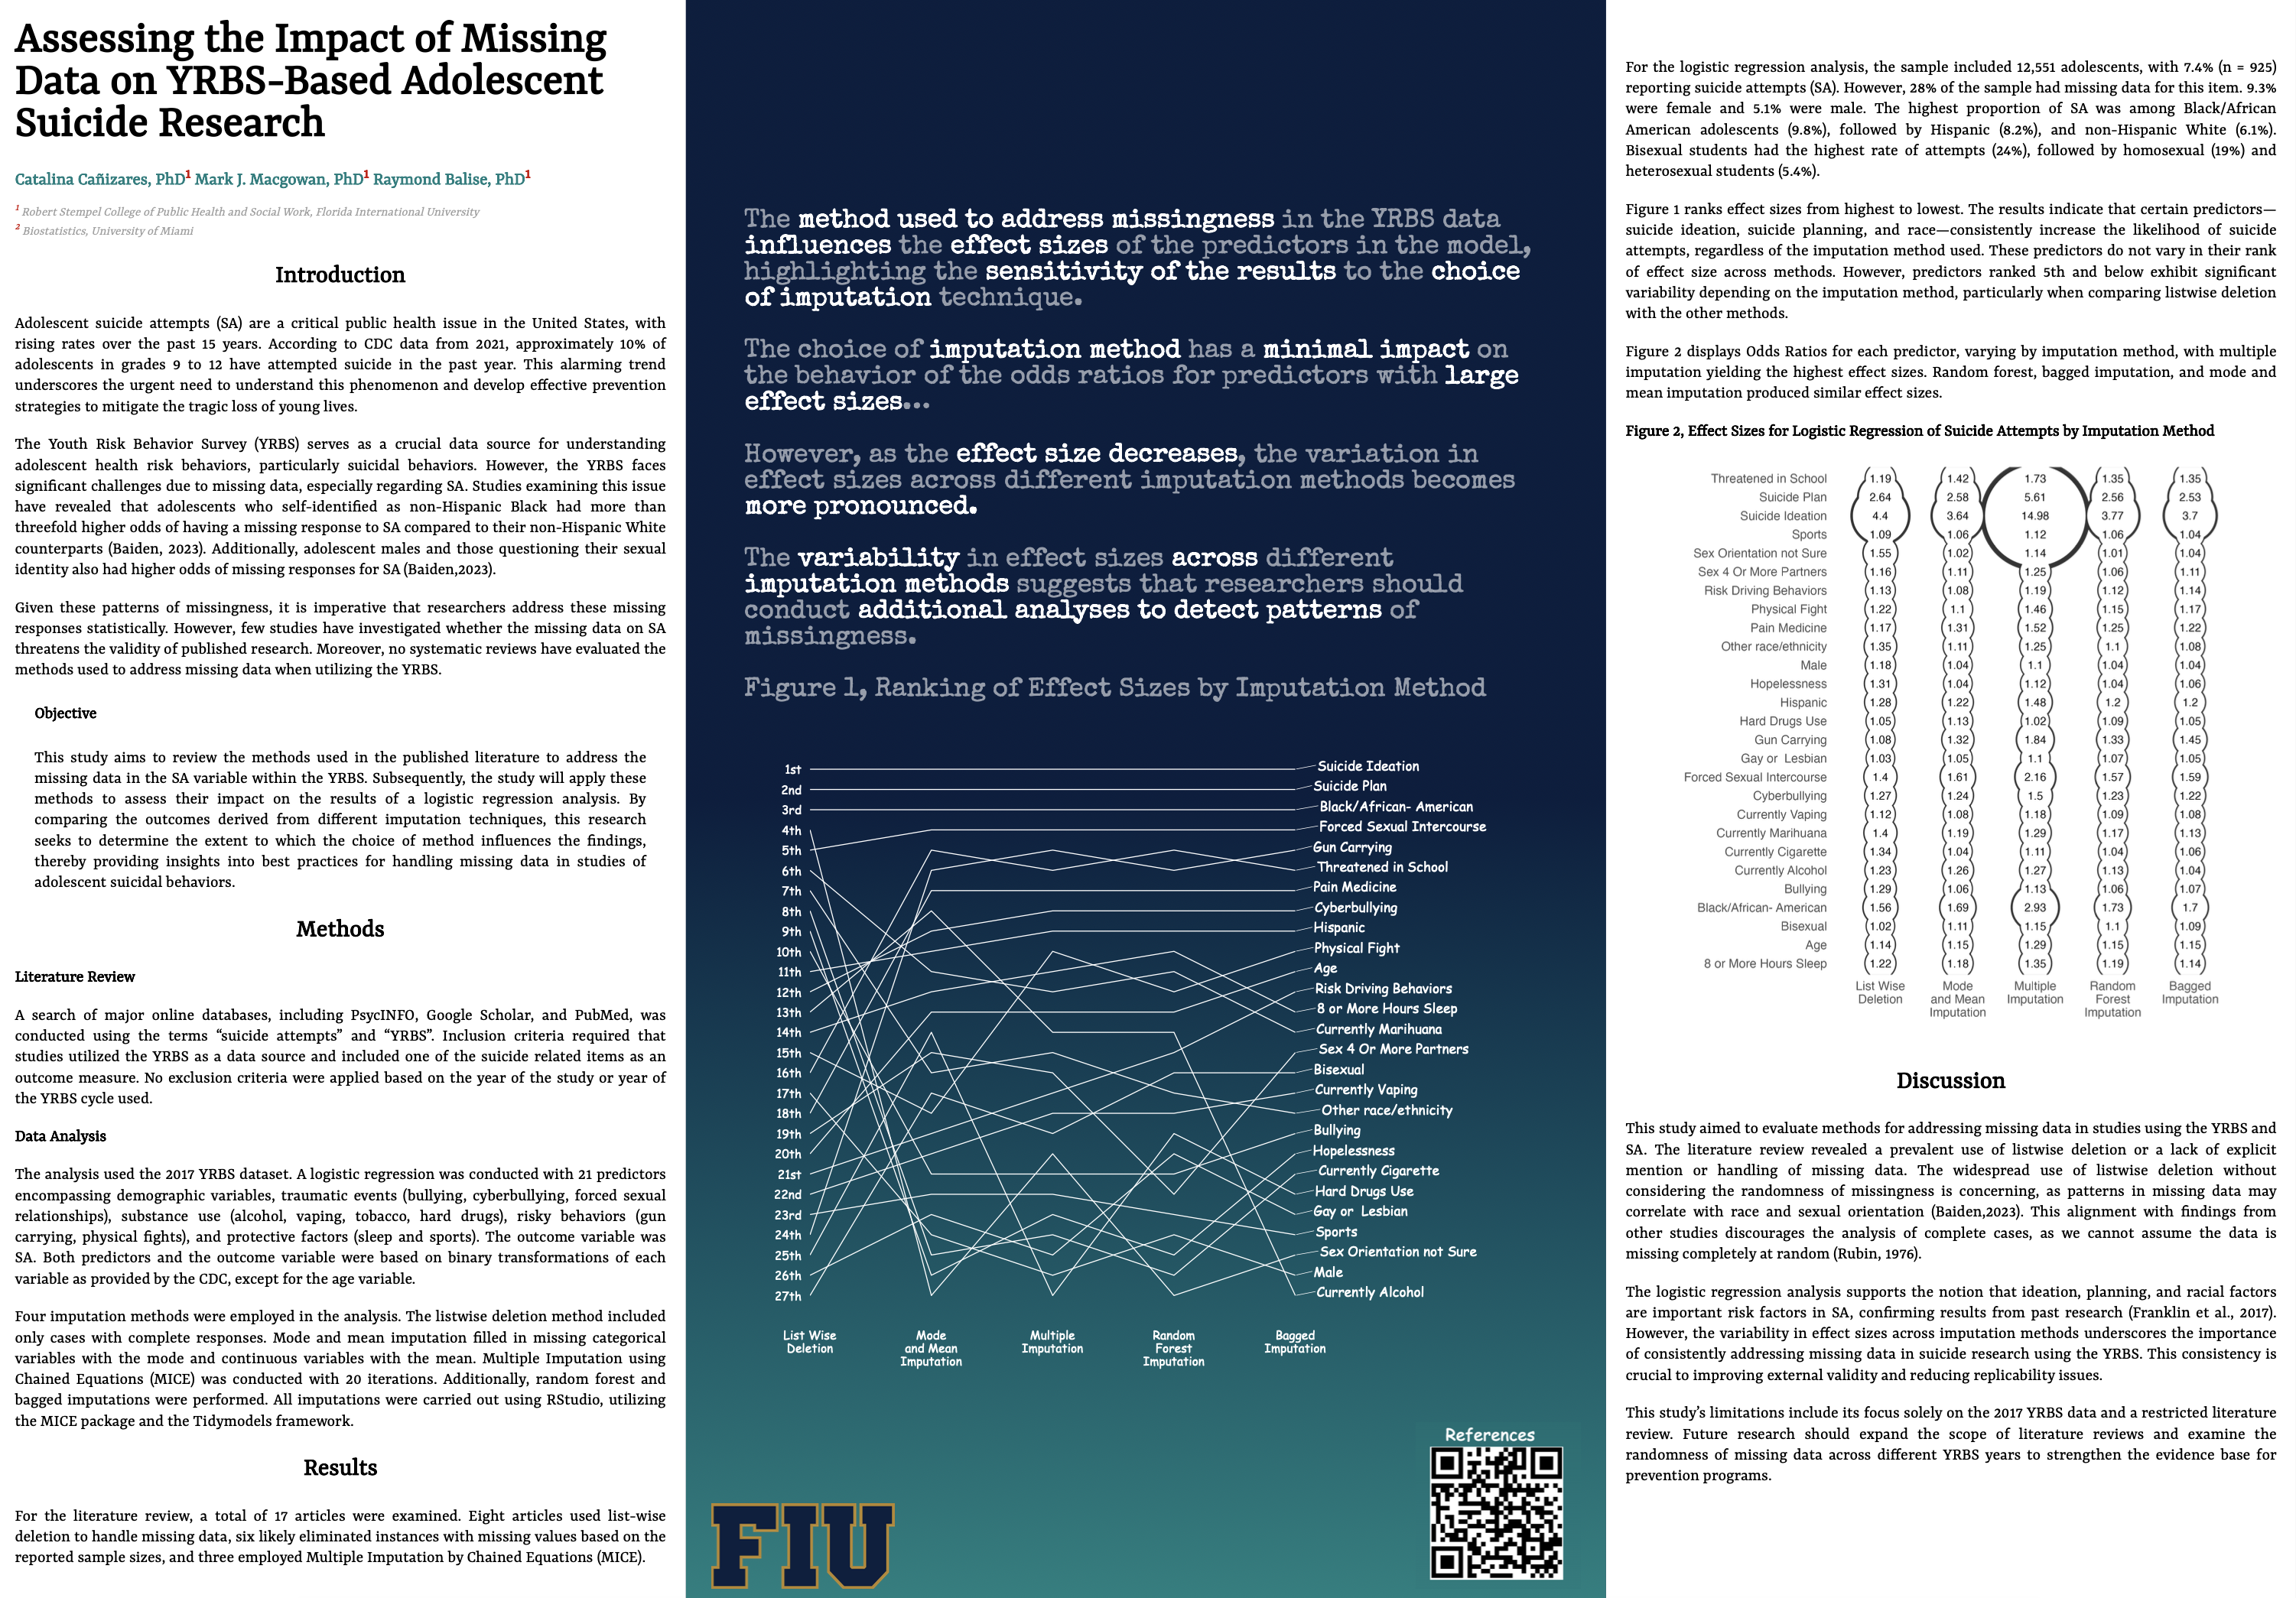 Assessing the Impact of Missing
Data on YRBS-Based Adolescent
Suicide Research
Catalina Cañizares, PhD1 Mark J. Macgowan, PhD1 Raymond Balise, PhD1
1 Robert Stempel College of Public Health and Social Work, Florida International University
2 Biostatistics, University of Miami
Introduction
Adolescent suicide attempts (SA) are a critical public health issue in the United States, with
rising rates over the past 15 years. According to CDC data from 2021, approximately 10% of
adolescents in grades 9 to 12 have attempted suicide in the past year. This alarming trend
underscores the urgent need to understand this phenomenon and develop effective prevention
strategies to mitigate the tragic loss of young lives.
The Youth Risk Behavior Survey (YRBS) serves as a crucial data source for understanding
adolescent health risk behaviors, particularly suicidal behaviors. However, the YRBS faces
significant challenges due to missing data, especially regarding SA. Studies examining this issue
have revealed that adolescents who self-identified as non-Hispanic Black had more than
threefold higher odds of having a missing response to SA compared to their non-Hispanic White
counterparts (Baiden, 2023). Additionally, adolescent males and those questioning their sexual
identity also had higher odds of missing responses for SA (Baiden,2023).
Given these patterns of missingness, it is imperative that researchers address these missing
responses statistically. However, few studies have investigated whether the missing data on SA
threatens the validity of published research. Moreover, no systematic reviews have evaluated the
methods used to address missing data when utilizing the YRBS.
Objective
This study aims to review the methods used in the published literature to address the
missing data in the SA variable within the YRBS. Subsequently, the study will apply these
methods to assess their impact on the results of a logistic regression analysis. By
comparing the outcomes derived from different imputation techniques, this research
seeks to determine the extent to which the choice of method influences the findings,
thereby providing insights into best practices for handling missing data in studies of
adolescent suicidal behaviors.
Methods
Literature Review
A search of major online databases, including PsycINFO, Google Scholar, and PubMed, was
conducted using the terms “suicide attempts” and “YRBS”. Inclusion criteria required that
studies utilized the YRBS as a data source and included one of the suicide related items as an
outcome measure. No exclusion criteria were applied based on the year of the study or year of
the YRBS cycle used.
Data Analysis
The analysis used the 2017 YRBS dataset. A logistic regression was conducted with 21 predictors
encompassing demographic variables, traumatic events (bullying, cyberbullying, forced sexual
relationships), substance use (alcohol, vaping, tobacco, hard drugs), risky behaviors (gun
carrying, physical fights), and protective factors (sleep and sports). The outcome variable was
SA. Both predictors and the outcome variable were based on binary transformations of each
variable as provided by the CDC, except for the age variable.
Four imputation methods were employed in the analysis. The listwise deletion method included
only cases with complete responses. Mode and mean imputation filled in missing categorical
variables with the mode and continuous variables with the mean. Multiple Imputation using
Chained Equations (MICE) was conducted with 20 iterations. Additionally, random forest and
bagged imputations were performed. All imputations were carried out using RStudio, utilizing
the MICE package and the Tidymodels framework.
Results
For the literature review, a total of 17 articles were examined. Eight articles used list-wise
deletion to handle missing data, six likely eliminated instances with missing values based on the
reported sample sizes, and three employed Multiple Imputation by Chained Equations (MICE).
The method used to address missingness in the YRBS data
influences the effect sizes of the predictors in the model,
highlighting the sensitivity of the results to the choice
of imputation technique.
The choice of imputation method has a minimal impact on
the behavior of the odds ratios for predictors with large
effect sizes...
However, as the effect size decreases, the variation in
effect sizes across different imputation methods becomes
more pronounced.
The variability in effect sizes across different
imputation methods suggests that researchers should
conduct additional analyses to detect patterns of
missingness.
Figure 1, Ranking of Effect Sizes by Imputation Method
1st Suicide Ideation
2nd Suicide Plan
3rd Black/African- American
4th Forced Sexual Intercourse
5th Gun Carrying
6th Threatened in School
7th Pain Medicine
8th Cyberbullying
9th Hispanic
10th Physical Fight
11th Age
12th Risk Driving Behaviors
13th 8 or More Hours Sleep
14th Currently Marihuana
15th Sex 4 Or More Partners
16th Bisexual
17th Currently Vaping
18th Other race/ethnicity
19th Bullying
20th Hopelessness
21st Currently Cigarette
22nd Hard Drugs Use
23rd Gay or Lesbian
24th Sports
25th Sex Orientation not Sure
26th Male
27th Currently Alcohol
List Wise Mode Multiple Random Bagged
Deletion and Mean Imputation Forest Imputation
Imputation Imputation
References
FIU
For the logistic regression analysis, the sample included 12,551 adolescents, with 7.4% (n = 925)
reporting suicide attempts (SA). However, 28% of the sample had missing data for this item. 9.3%
were female and 5.1% were male. The highest proportion of SA was among Black/African
American adolescents (9.8%), followed by Hispanic (8.2%), and non-Hispanic White (6.1%).
Bisexual students had the highest rate of attempts (24%), followed by homosexual (19%) and
heterosexual students (5.4%).
Figure 1 ranks effect sizes from highest to lowest. The results indicate that certain predictors—
suicide ideation, suicide planning, and race—consistently increase the likelihood of suicide
attempts, regardless of the imputation method used. These predictors do not vary in their rank
of effect size across methods. However, predictors ranked 5th and below exhibit significant
variability depending on the imputation method, particularly when comparing listwise deletion
with the other methods.
Figure 2 displays Odds Ratios for each predictor, varying by imputation method, with multiple
imputation yielding the highest effect sizes. Random forest, bagged imputation, and mode and
mean imputation produced similar effect sizes.
Figure 2, Effect Sizes for Logistic Regression of Suicide Attempts by Imputation Method
Threatened in School 1.19 1.42 1.73 1.35 1.35
Suicide Plan 2.64 2.58 5.61 2.56 2.53
Suicide Ideation 4.4 3.64 14.98 3.77 3.7
Sports 1.09 1.06 1.12 1.06 1.04
Sex Orientation not Sure 1.55 1.02 1.14 1.01 1.04
Sex 4 Or More Partners 1.16 1.11 1.25 1.06 1.11
Risk Driving Behaviors 1.13 1.08 1.19 1.12 1.14
Physical Fight 1.22 1.1 1.46 1.15 1.17
Pain Medicine 1.17 1.31 1.52 1.25 1.22
Other race/ethnicity 1.35 1.11 1.25 1.1 1.08
Male 1.18 1.04 1.1 1.04 1.04
Hopelessness 1.31 1.04 1.12 1.04 1.06
Hispanic 1.28 1.22 1.48 1.2 1.2
Hard Drugs Use 1.05 1.13 1.02 1.09 1.05
Gun Carrying 1.08 1.32 1.84 1.33 1.45
Gay or Lesbian 1.03 1.05 1.1 1.07 1.05
Forced Sexual Intercourse 1.4 1.61 2.16 1.57 1.59
Cyberbullying 1.27 1.24 1.5 1.23 1.22
Currently Vaping 1.12 1.08 1.18 1.09 1.08
Currently Marihuana 1.4 1.19 1.29 1.17 1.13
Currently Cigarette 1.34 1.04 1.11 1.04 1.06
Currently Alcohol 1.23 1.26 1.27 1.13 1.04
Bullying 1.29 1.06 1.13 1.06 1.07
Black/African- American 1.56 1.69 2.93 1.73 1.7
Bisexual 1.02 1.11 1.15 1.1 1.09
Age 1.14 1.15 1.29 1.15 1.15
8 or More Hours Sleep 1.22 1.18 1.35 1.19 1.14
List Wise Mode Multiple Random Bagged
Deletion and Mean Imputation Forest Imputation
Imputation Imputation
Discussion
This study aimed to evaluate methods for addressing missing data in studies using the YRBS and
SA. The literature review revealed a prevalent use of listwise deletion or a lack of explicit
mention or handling of missing data. The widespread use of listwise deletion without
considering the randomness of missingness is concerning, as patterns in missing data may
correlate with race and sexual orientation (Baiden,2023). This alignment with findings from
other studies discourages the analysis of complete cases, as we cannot assume the data is
missing completely at random (Rubin, 1976).
The logistic regression analysis supports the notion that ideation, planning, and racial factors
are important risk factors in SA, confirming results from past research (Franklin et al., 2017).
However, the variability in effect sizes across imputation methods underscores the importance
of consistently addressing missing data in suicide research using the YRBS. This consistency is
crucial to improving external validity and reducing replicability issues.
This study’s limitations include its focus solely on the 2017 YRBS data and a restricted literature
review. Future research should expand the scope of literature reviews and examine the
randomness of missing data across different YRBS years to strengthen the evidence base for
prevention programs.